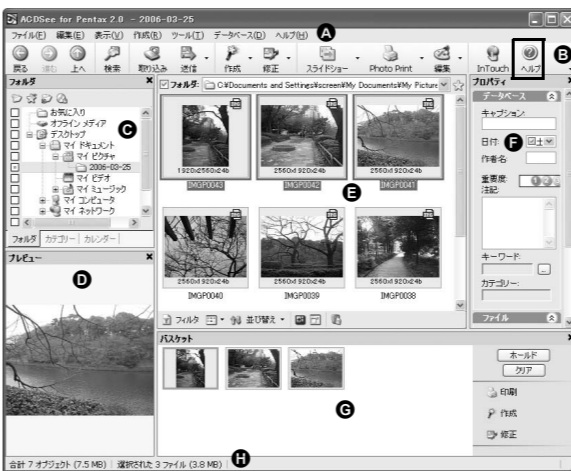 ACDSee for Pentax 2.0 - 2006-03-25
ファイル(F) 編集(E) 表示(V) 作成(R) ツール(T) データベース(D) ヘルプ(H) A
戻る 進む 上へ 検索 取り込み 送信 作成 修正 スライドショー Photo Print 編集 InTouch ヘルプ B
フォルダ
お気に入り
オフライン メディア
デスクトップ C
マイ ドキュメント
マイ ピクチャ
2006-03-25
マイ ビデオ
マイ ミュージック
マイ コンピュータ
マイ ネットワーク
フォルダ カテゴリー カレンダー
プレビュー
D
フォルダ: C:\Documents and Settings\screen\My Documents\My Picture
1920x2560x24b 2560x1920x24b 2560x1920x24b
IMGP0043 IMGP0042 IMGP0041
E
2560x1920x24b 2560x1920x24b 2560x1920x24b
IMGP0040 IMGP0039 IMGP0038
フィルタ 並び替え
プロパティ
データベース
キャプション:
日付: 土 F
作者名:
重要度:
注記:
キーワード:
...
カテゴリー:
ファイル
バスケット
G
ホールド
クリア
印刷
作成
修正
合計 7 オブジェクト (7.5 MB) 選択された 3 ファイル (3.8 MB) H